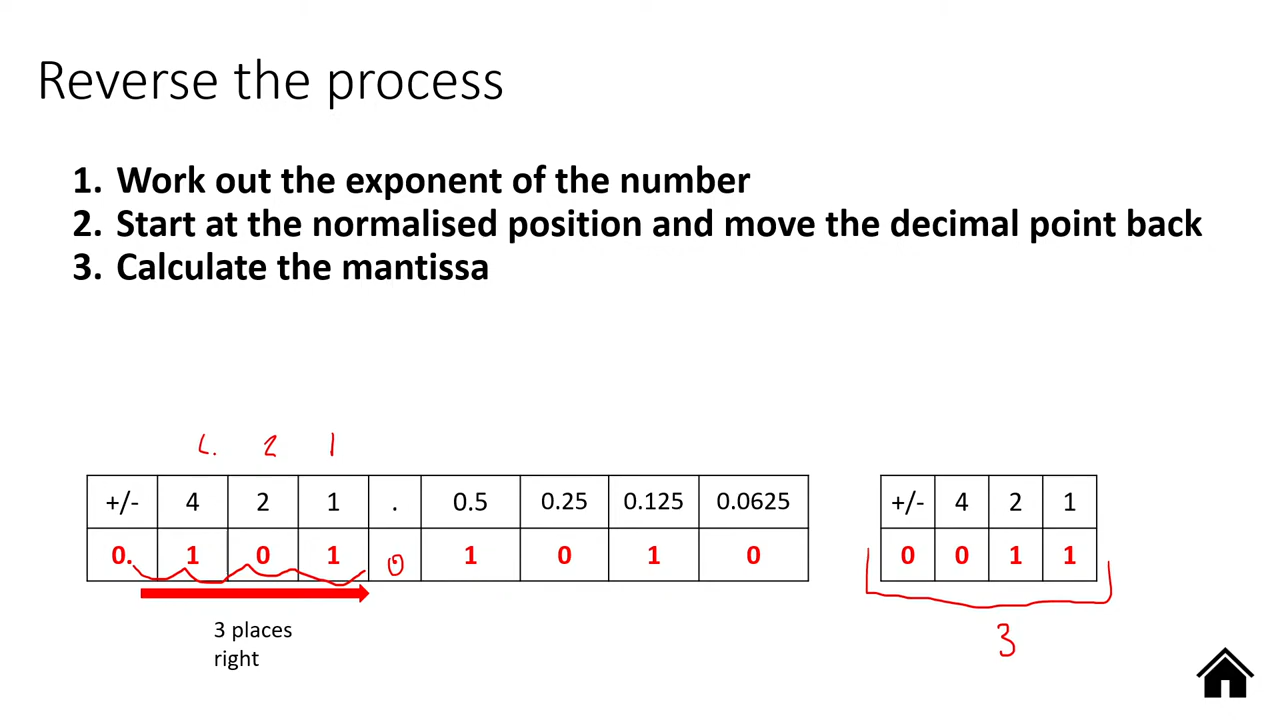 Reverse the process
1. Work out the exponent of the number
2. Start at the normalised position and move the decimal point back
3. Calculate the mantissa
2 1
+/- 4 2 1 . 0.5 0.25 0.125 0.0625
0. 1 0 1 0 1 0 1 0
+/- 4 2 1
0 0 1 1
3 places
right
3